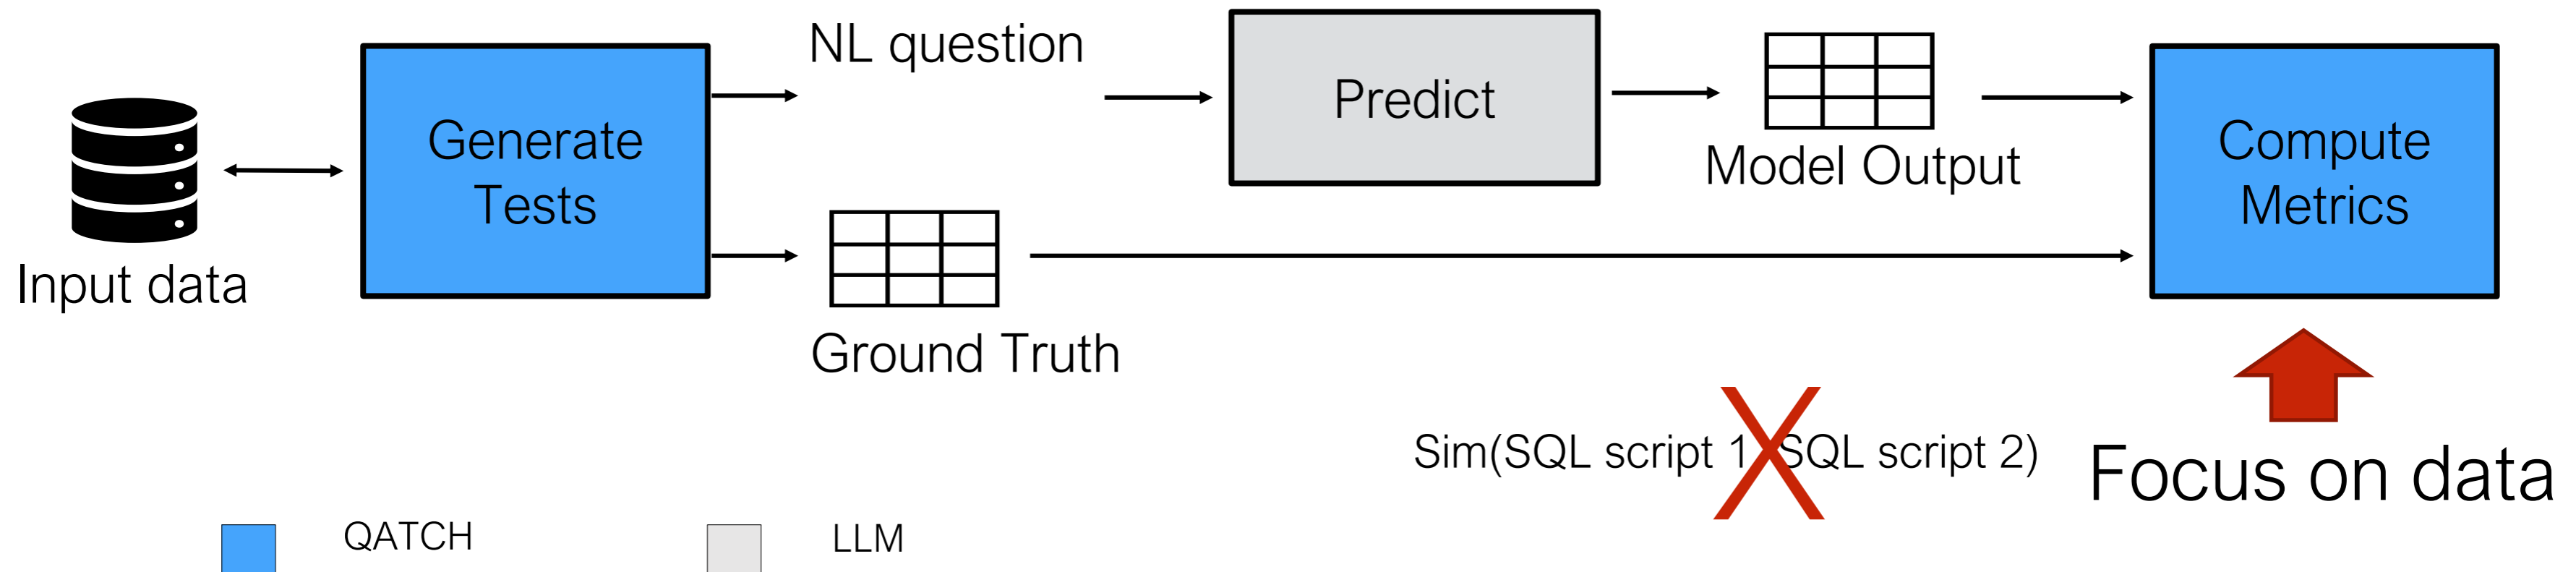 NL question
Predict
Generate
Tests
Model Output
Compute
Metrics
Input data
Ground Truth
Sim(SQL script 1, SQL script 2)
Focus on data
QATCH
LLM